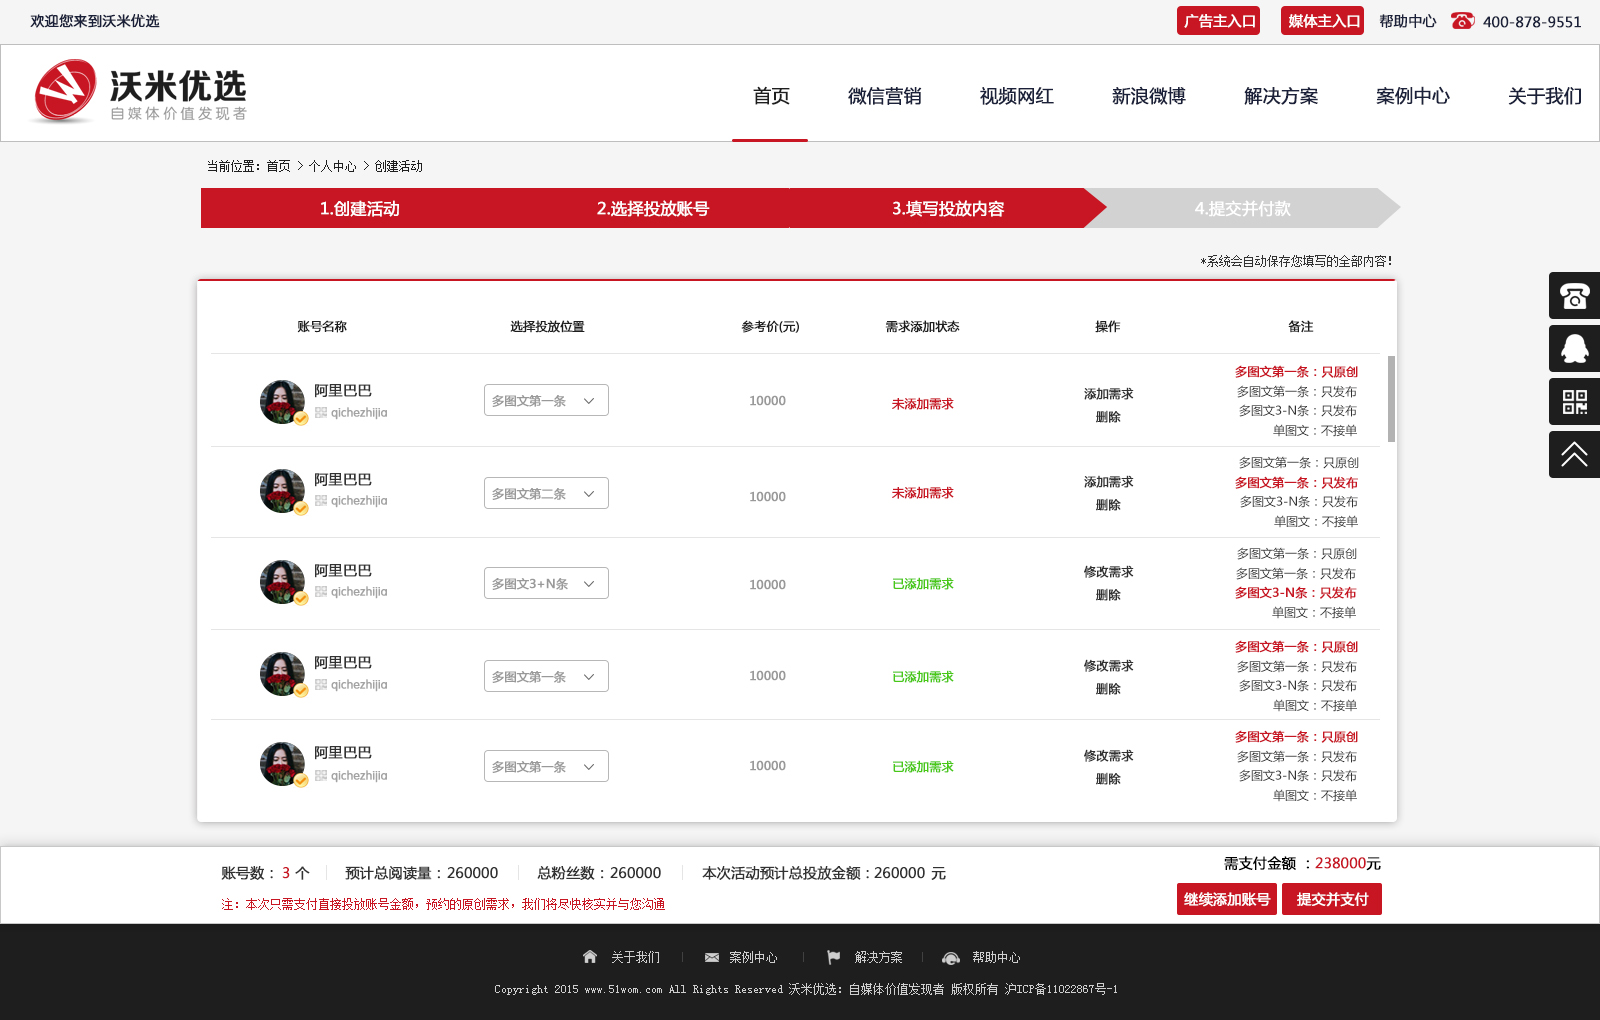 欢迎您来到沃米优选
广告主入口 媒体主入口 帮助中心 400-878-9551
沃米优选
自媒体价值发现者
首页 微信营销 视频网红 新浪微博 解决方案 案例中心 关于我们
当前位置：首页 > 个人中心 > 创建活动
1.创建活动 2.选择投放账号 3.填写投放内容 4.提交并付款
*系统会自动保存您填写的全部内容!
账号名称 选择投放位置 参考价(元) 需求添加状态 操作 备注
阿里巴巴
qichezhijia
多图文第一条
10000
未添加需求
添加需求
删除
多图文第一条：只原创
多图文第一条：只发布
多图文3-N条：只发布
单图文：不接单
阿里巴巴
qichezhijia
多图文第二条
10000
未添加需求
添加需求
删除
多图文第一条：只原创
多图文第一条：只发布
多图文3-N条：只发布
单图文：不接单
阿里巴巴
qichezhijia
多图文3+N条
10000
已添加需求
修改需求
删除
多图文第一条：只原创
多图文第一条：只发布
多图文3-N条：只发布
单图文：不接单
阿里巴巴
qichezhijia
多图文第一条
10000
已添加需求
修改需求
删除
多图文第一条：只原创
多图文第一条：只发布
多图文3-N条：只发布
单图文：不接单
阿里巴巴
qichezhijia
多图文第一条
10000
已添加需求
修改需求
删除
多图文第一条：只原创
多图文第一条：只发布
多图文3-N条：只发布
单图文：不接单
账号数：3 个 预计总阅读量：260000 总粉丝数：260000 本次活动预计总投放金额：260000 元
需支付金额 ：238000元
注：本次只需支付直接投放账号金额，预约的原创需求，我们将尽快核实并与您沟通
继续添加账号 提交并支付
关于我们 案例中心 解决方案 帮助中心
Copyright 2015 www.51wom.com All Rights Reserved 沃米优选：自媒体价值发现者 版权所有 沪ICP备11022867号-1